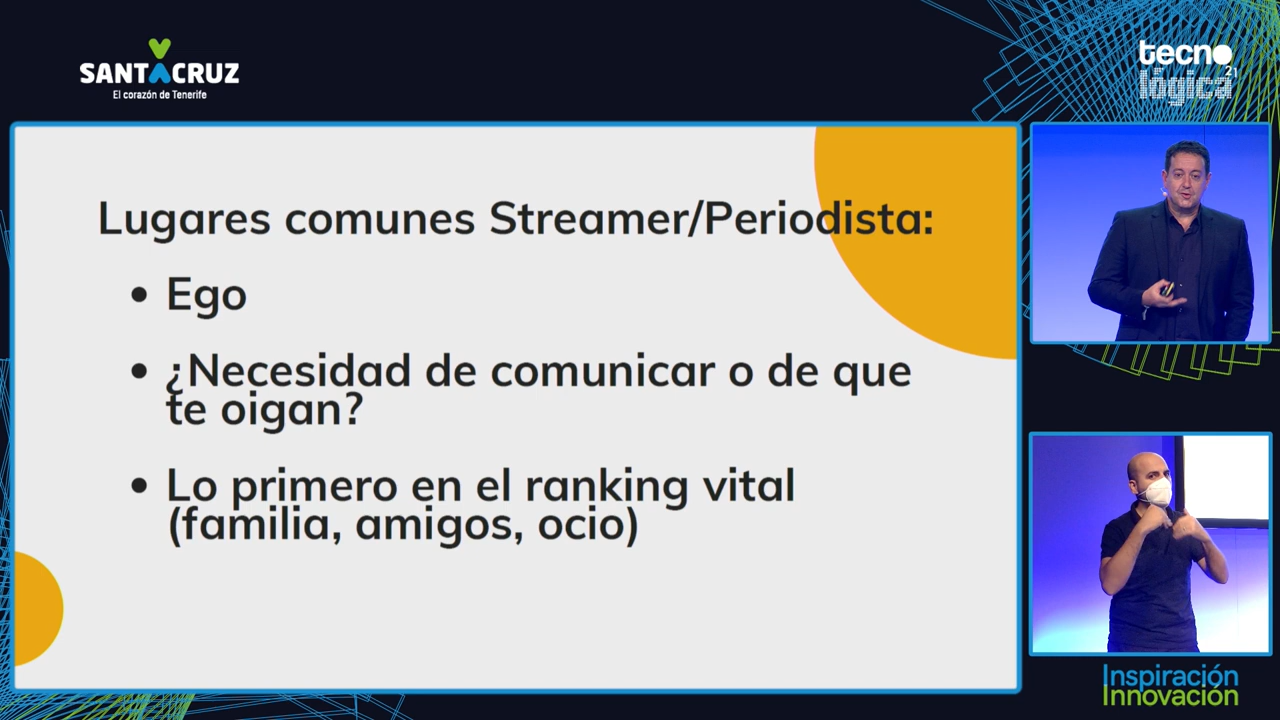 SANTACRUZ
El corazón de Tenerife
tecno
lógica
21
Lugares comunes Streamer/Periodista:
• Ego
• ¿Necesidad de comunicar o de que
te oigan?
• Lo primero en el ranking vital
(familia, amigos, ocio)
Inspiración
Innovación